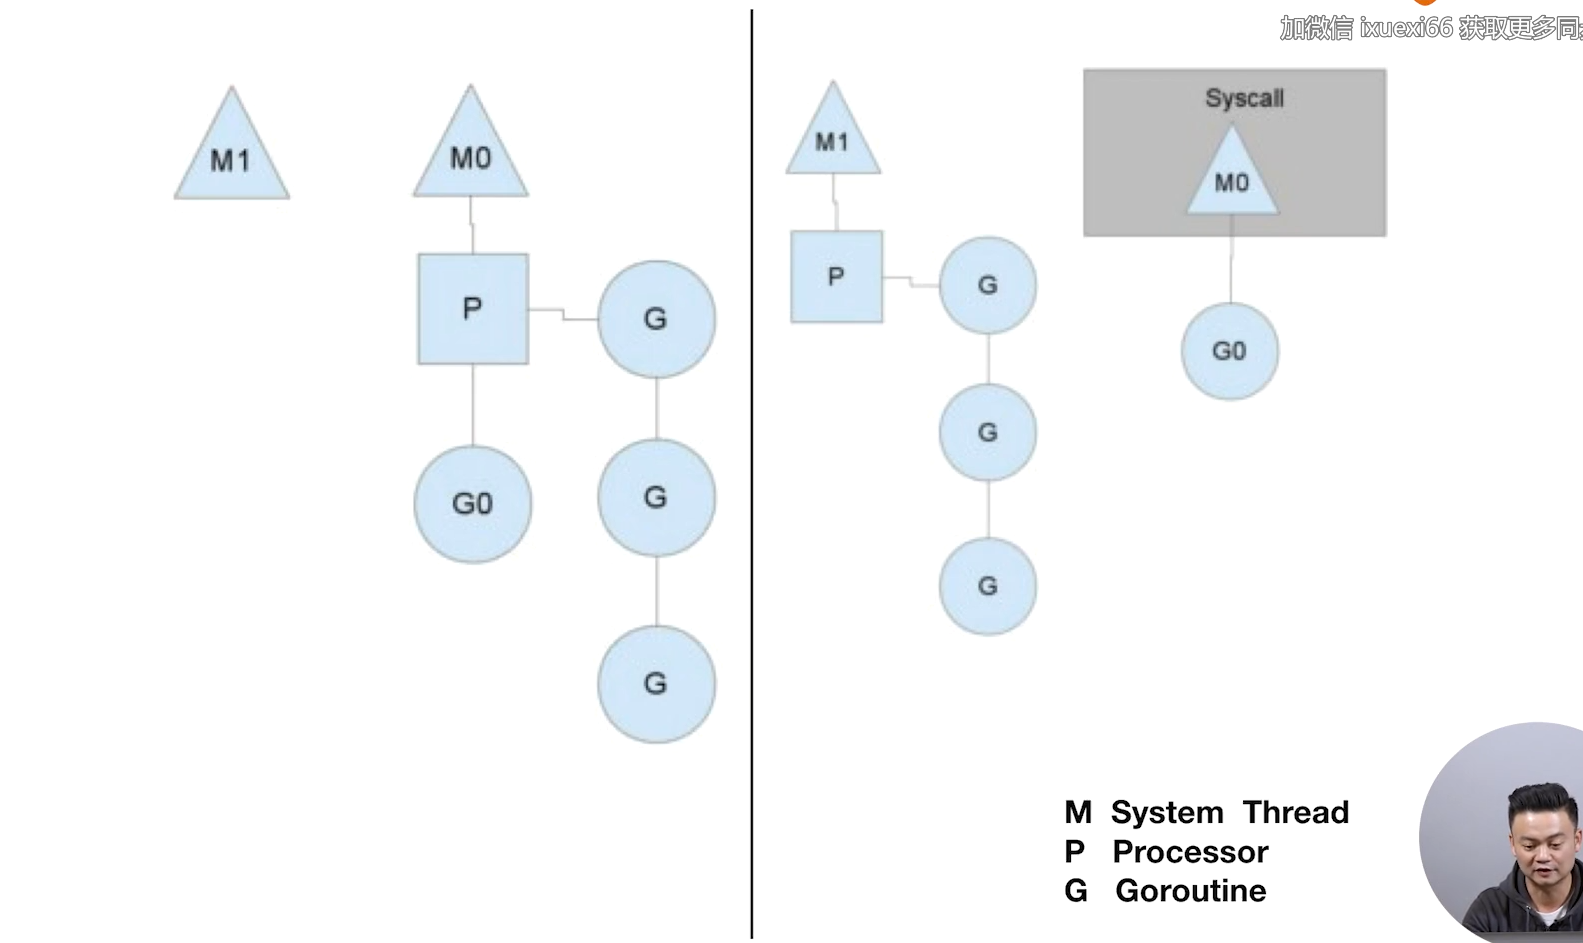 加微信 ixuexi66 获取更多同
M1
M0
P
G
G0
G
G
M1
P
G
G
G
Syscall
M0
G0
M System Thread
P Processor
G Goroutine